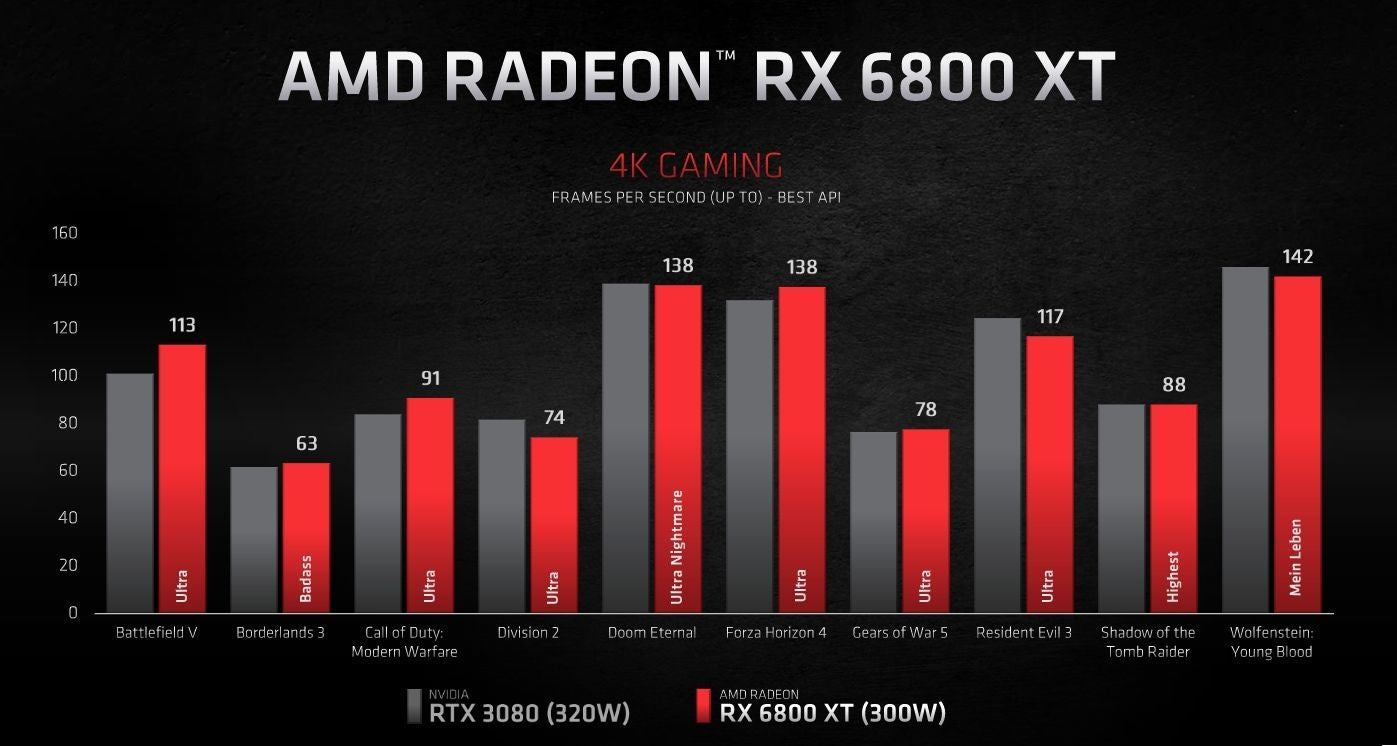 AMD RADEON™ RX 6800 XT
4K GAMING
FRAMES PER SECOND (UP TO) - BEST API
160
140
120
100
80
60
40
20
0
113
63
91
74
138
138
78
117
88
142
Ultra
Badass
Ultra
Ultra
Ultra Nightmare
Ultra
Ultra
Ultra
Highest
Mein Leben
Battlefield V
Borderlands 3
Call of Duty:
Modern Warfare
Division 2
Doom Eternal
Forza Horizon 4
Gears of War 5
Resident Evil 3
Shadow of the
Tomb Raider
Wolfenstein:
Young Blood
NVIDIA
RTX 3080 (320W)
AMD RADEON
RX 6800 XT (300W)